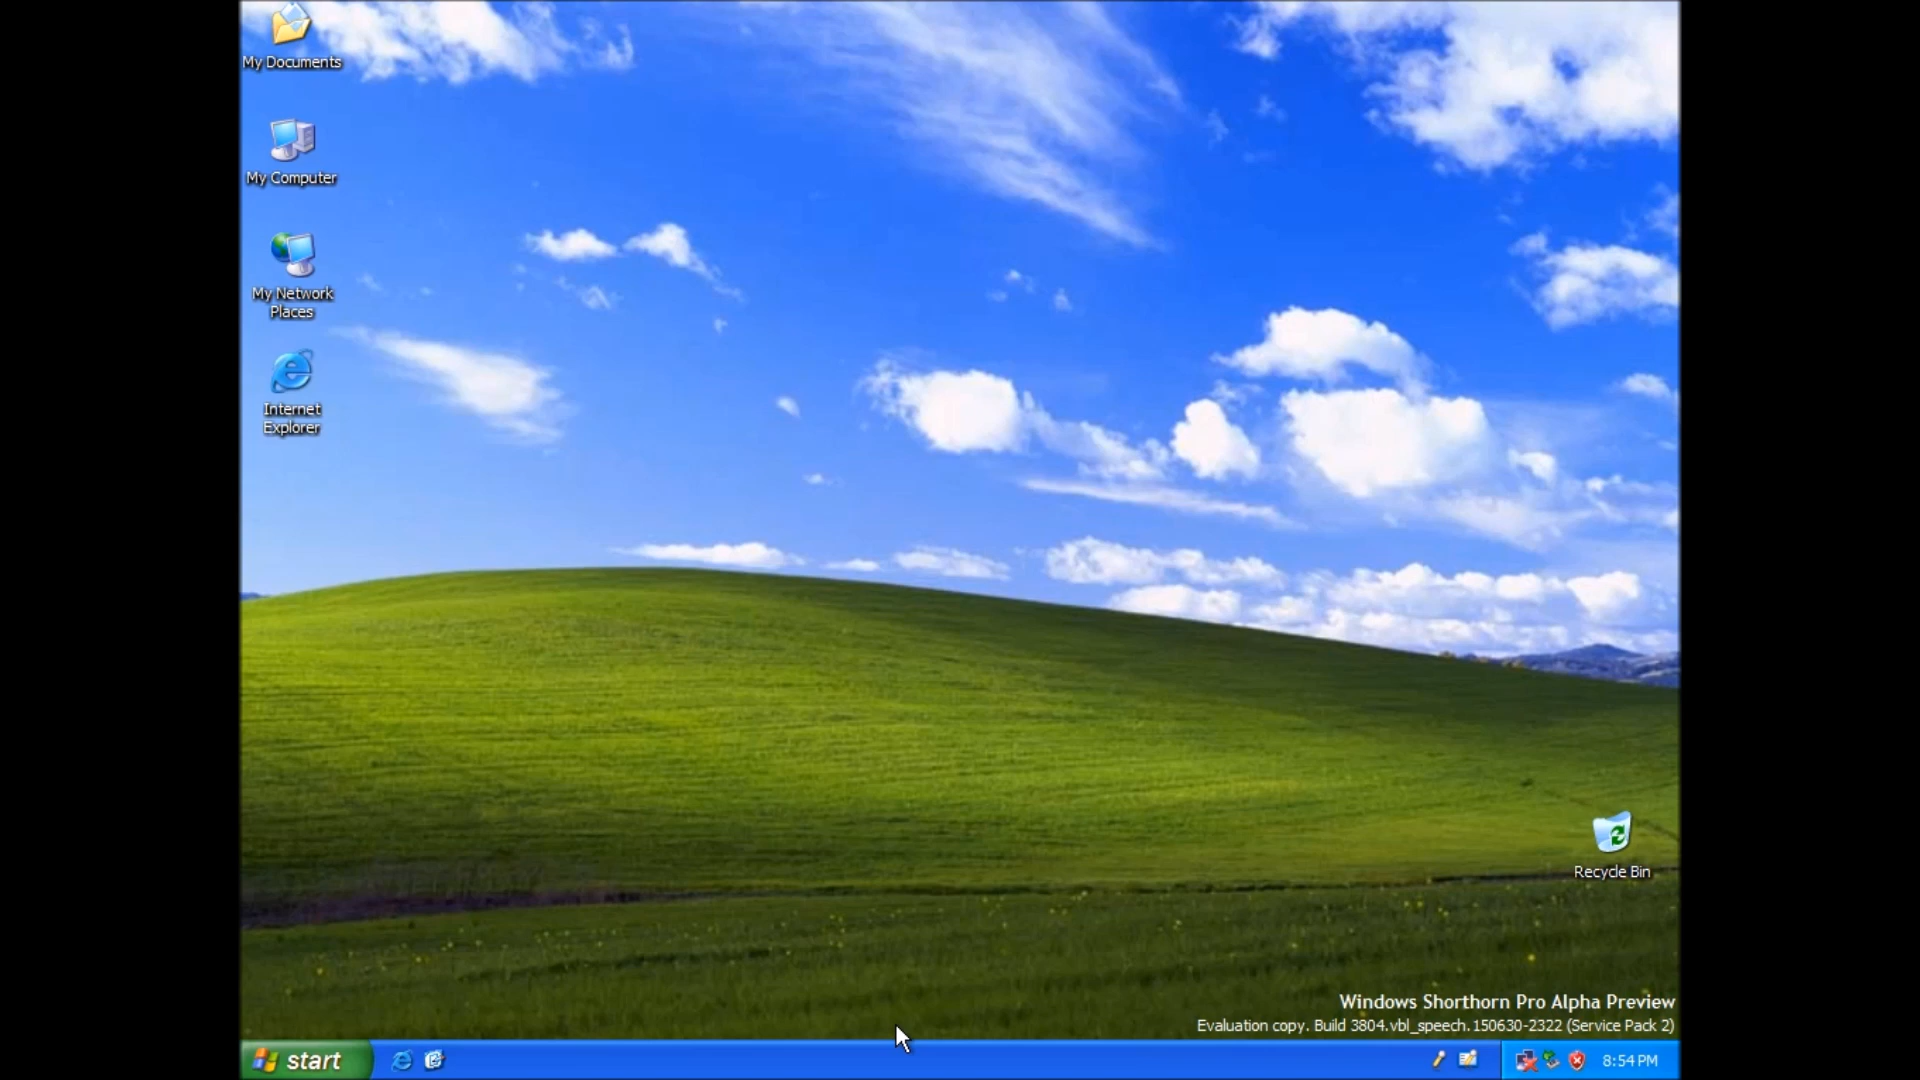 My Documents
My Computer
My Network
Places
Internet
Explorer
Recycle Bin
Windows Shorthorn Pro Alpha Preview
Evaluation copy. Build 3804.vbl_speech.150630-2322 (Service Pack 2)
start
8:54 PM